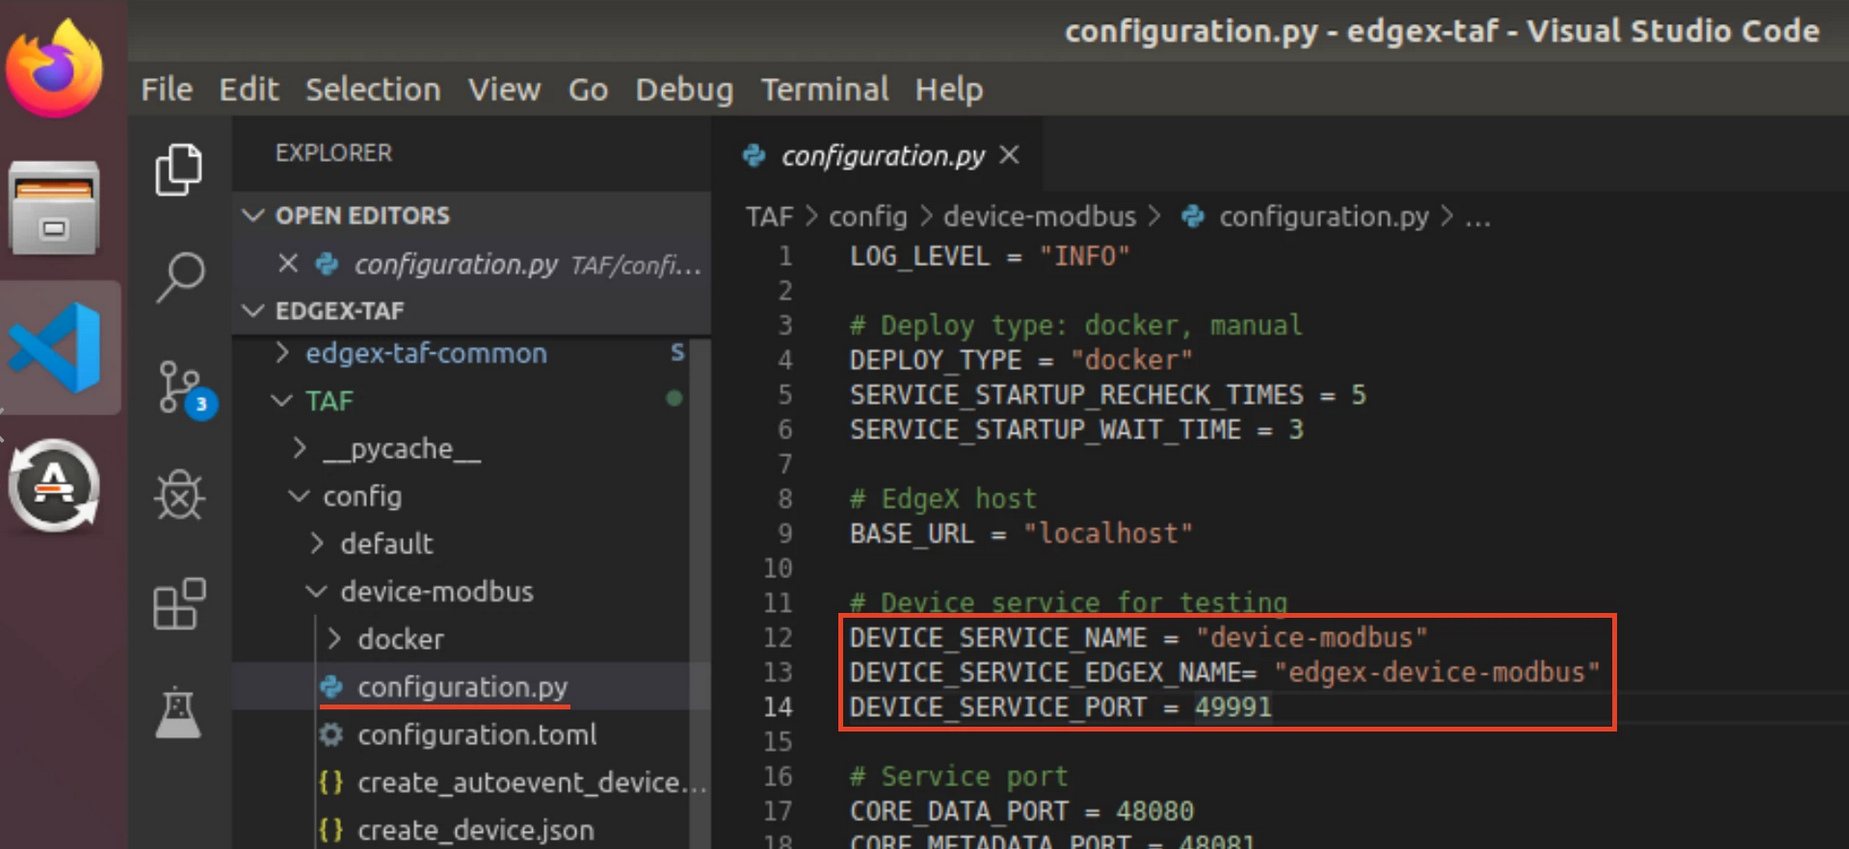 configuration.py - edgex-taf - Visual Studio Code
File Edit Selection View Go Debug Terminal Help
EXPLORER
OPEN EDITORS
configuration.py TAF/confi...
EDGEX-TAF
edgex-taf-common S
TAF
__pycache__
config
default
device-modbus
docker
configuration.py
configuration.toml
{} create_autoevent_device...
{} create_device.json
3
configuration.py
TAF > config > device-modbus > configuration.py > ...
1 LOG_LEVEL = "INFO"
2
3 # Deploy type: docker, manual
4 DEPLOY_TYPE = "docker"
5 SERVICE_STARTUP_RECHECK_TIMES = 5
6 SERVICE_STARTUP_WAIT_TIME = 3
7
8 # EdgeX host
9 BASE_URL = "localhost"
10
11 # Device service for testing
12 DEVICE_SERVICE_NAME = "device-modbus"
13 DEVICE_SERVICE_EDGEX_NAME= "edgex-device-modbus"
14 DEVICE_SERVICE_PORT = 49991
15
16 # Service port
17 CORE_DATA_PORT = 48080
18 CORE_METADATA_PORT = 48081